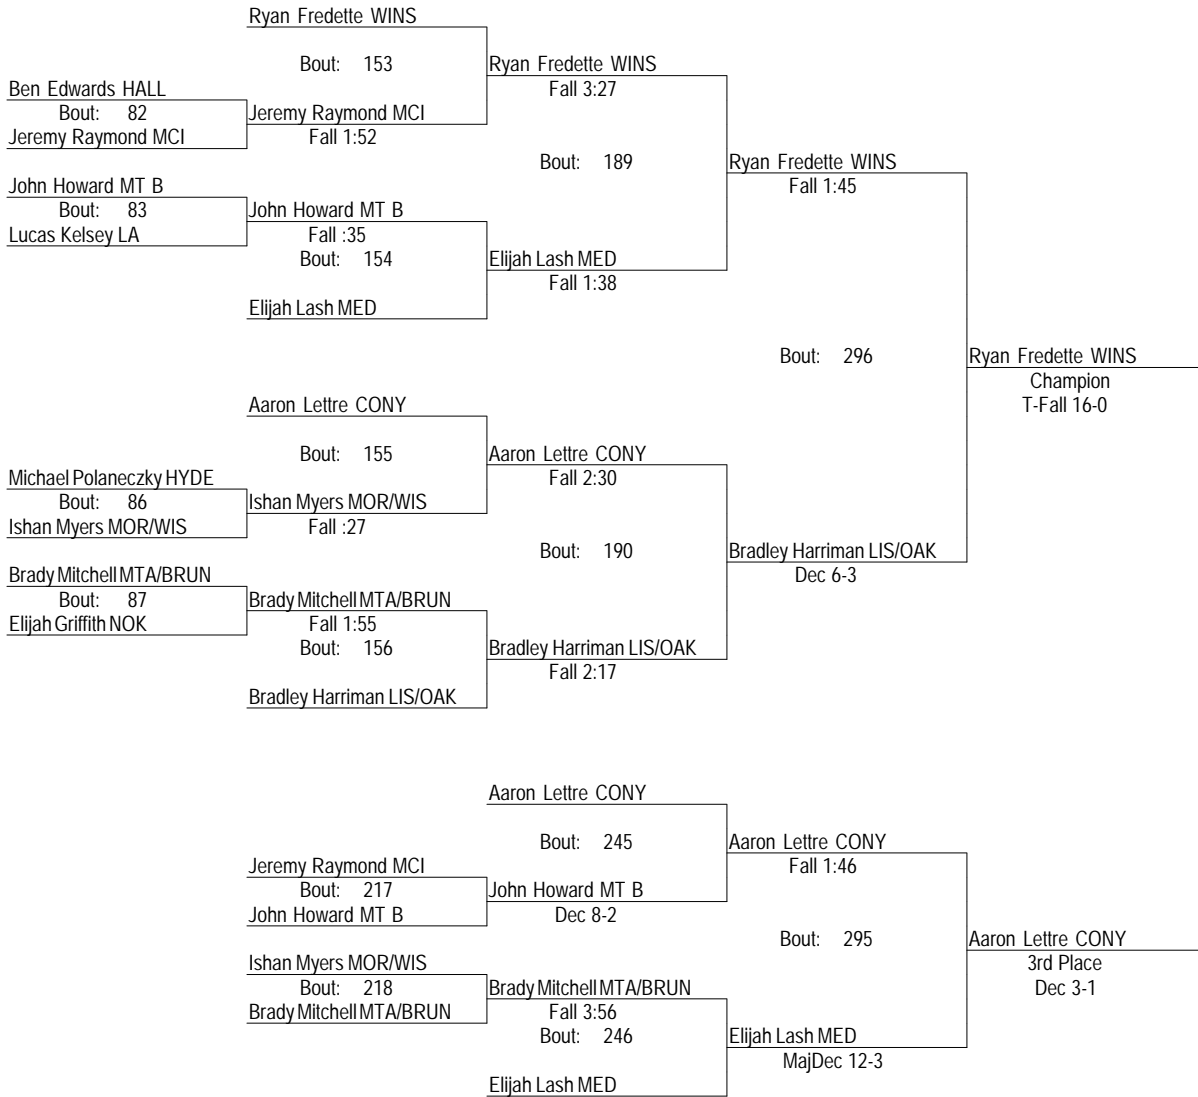 Ryan Fredette WINS
Bout: 153
Ryan Fredette WINS
Fall 3:27
Ben Edwards HALL
Bout: 82
Jeremy Raymond MCI
Jeremy Raymond MCI
Fall 1:52
Bout: 189
Ryan Fredette WINS
Fall 1:45
John Howard MT B
Bout: 83
Lucas Kelsey LA
John Howard MT B
Fall :35
Bout: 154
Elijah Lash MED
Fall 1:38
Elijah Lash MED
Bout: 296
Ryan Fredette WINS
Champion
T-Fall 16-0
Aaron Lettre CONY
Bout: 155
Aaron Lettre CONY
Fall 2:30
Michael Polaneczky HYDE
Bout: 86
Ishan Myers MOR/WIS
Ishan Myers MOR/WIS
Fall :27
Bout: 190
Bradley Harriman LIS/OAK
Dec 6-3
Brady Mitchell MTA/BRUN
Bout: 87
Elijah Griffith NOK
Brady Mitchell MTA/BRUN
Fall 1:55
Bout: 156
Bradley Harriman LIS/OAK
Fall 2:17
Bradley Harriman LIS/OAK
Aaron Lettre CONY
Bout: 245
Aaron Lettre CONY
Fall 1:46
Jeremy Raymond MCI
Bout: 217
John Howard MT B
John Howard MT B
Dec 8-2
Bout: 295
Aaron Lettre CONY
3rd Place
Dec 3-1
Ishan Myers MOR/WIS
Bout: 218
Brady Mitchell MTA/BRUN
Brady Mitchell MTA/BRUN
Fall 3:56
Bout: 246
Elijah Lash MED
MajDec 12-3
Elijah Lash MED